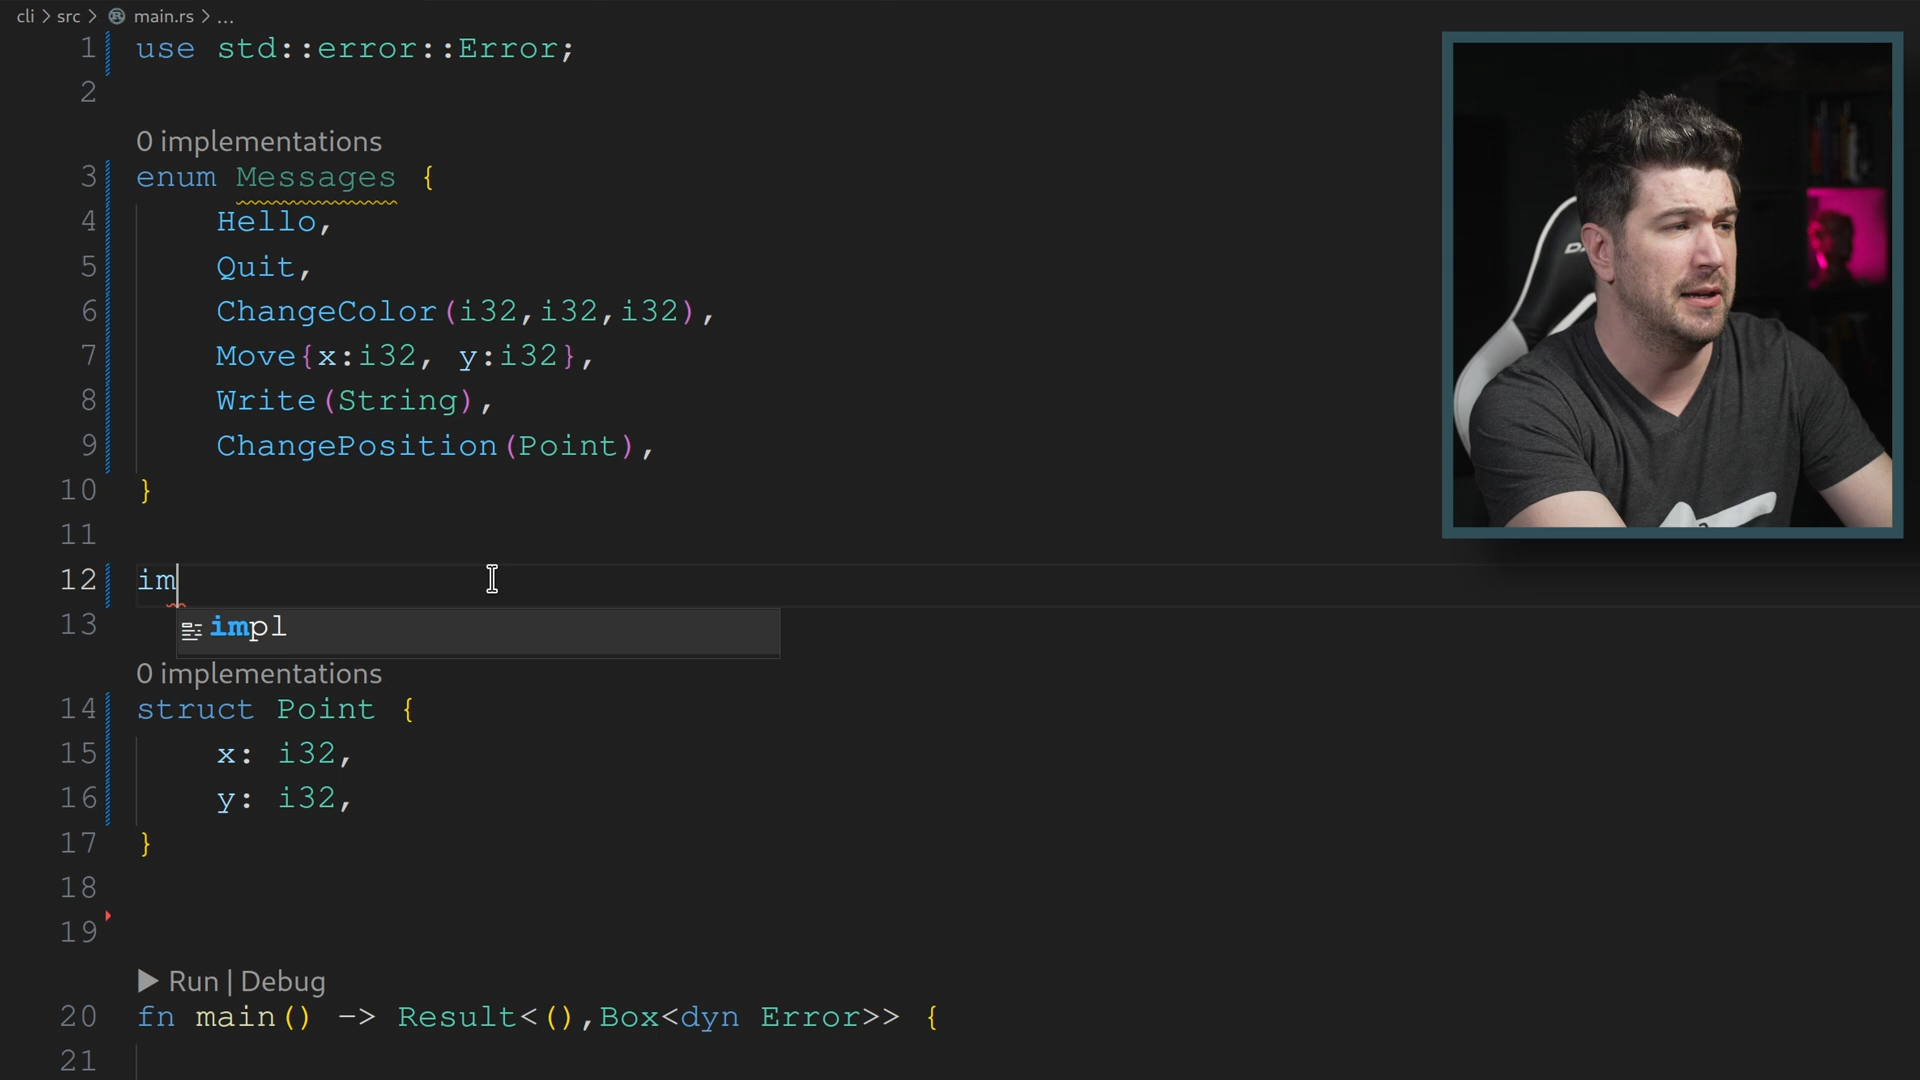 cli > src > main.rs > ...
1 use std::error::Error;
2
0 implementations
3 enum Messages {
4 Hello,
5 Quit,
6 ChangeColor(i32,i32,i32),
7 Move{x:i32, y:i32},
8 Write(String),
9 ChangePosition(Point),
10 }
11
12 im
impl
13
0 implementations
14 struct Point {
15 x: i32,
16 y: i32,
17 }
18
19
Run | Debug
20 fn main() -> Result<(),Box<dyn Error>> {
21